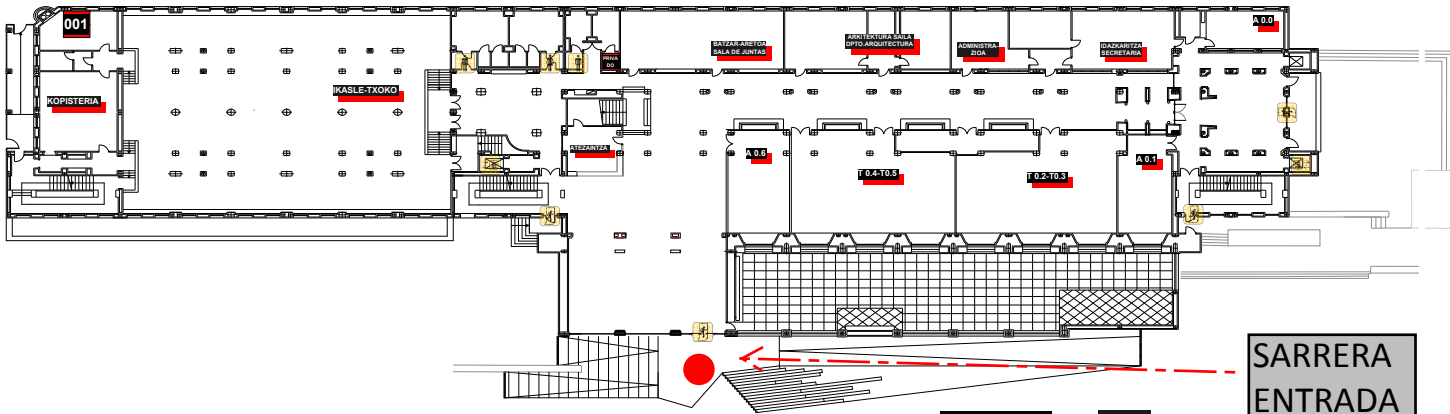 001
KOPISTERIA
IKASLE-TXOKO
PRIVA
DO
ATEZAINTZA
BATZAR-ARETOA
SALA DE JUNTAS
ARKITEKTURA SAILA
DPTO.ARQUITECTURA
ADMINISTRA-
ZIOA
IDAZKARITZA
SECRETARIA
A 0.0
A 0.6
T 0.4-T0.5
T 0.2-T0.3
A 0.1
SARRERA
ENTRADA